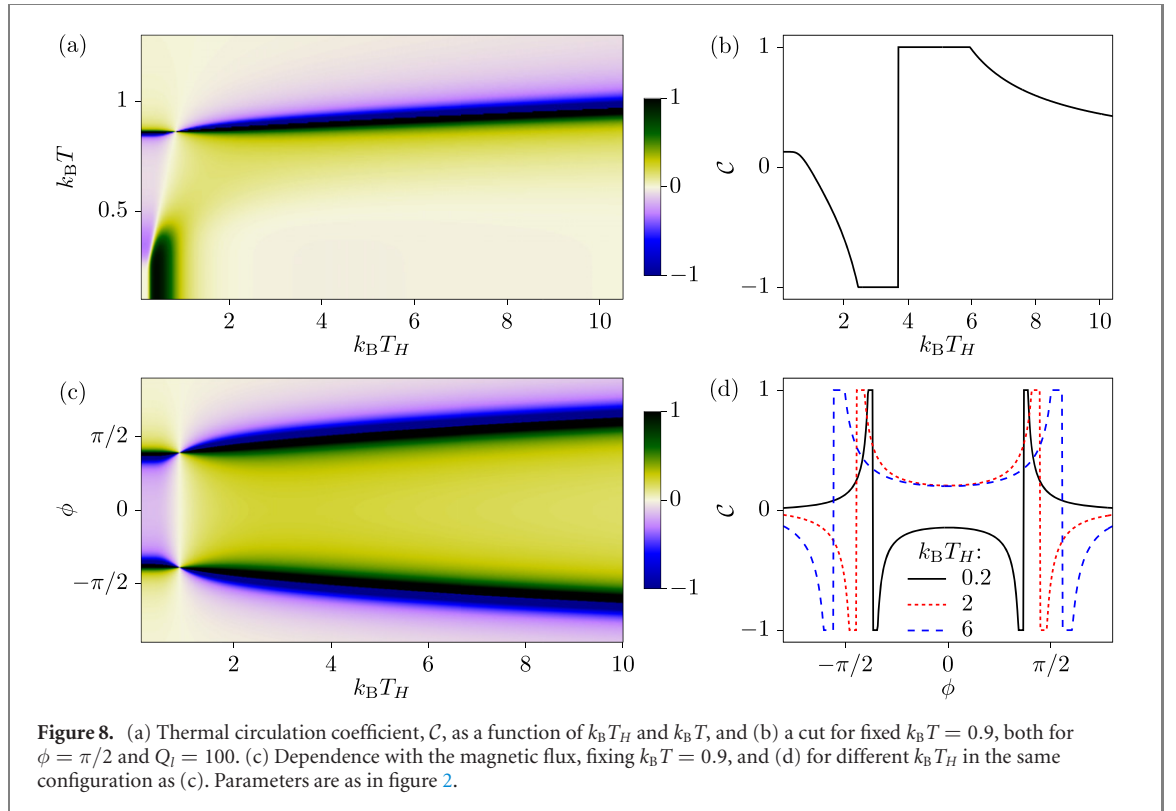 (a)
1
0.5
k_BT
2
4
6
8
10
k_BT_H
1
0
−1
(b)
1
0
−1
C
2
4
6
8
10
k_BT_H
(c)
π/2
0
−π/2
ϕ
2
4
6
8
10
k_BT_H
1
0
−1
(d)
1
0
−1
C
k_BT_H:
0.2
2
6
−π/2
0
π/2
ϕ
Figure 8. (a) Thermal circulation coefficient, C, as a function of k_BT_H and k_BT, and (b) a cut for fixed k_BT = 0.9, both for
ϕ = π/2 and Q_l = 100. (c) Dependence with the magnetic flux, fixing k_BT = 0.9, and (d) for different k_BT_H in the same
configuration as (c). Parameters are as in figure 2.